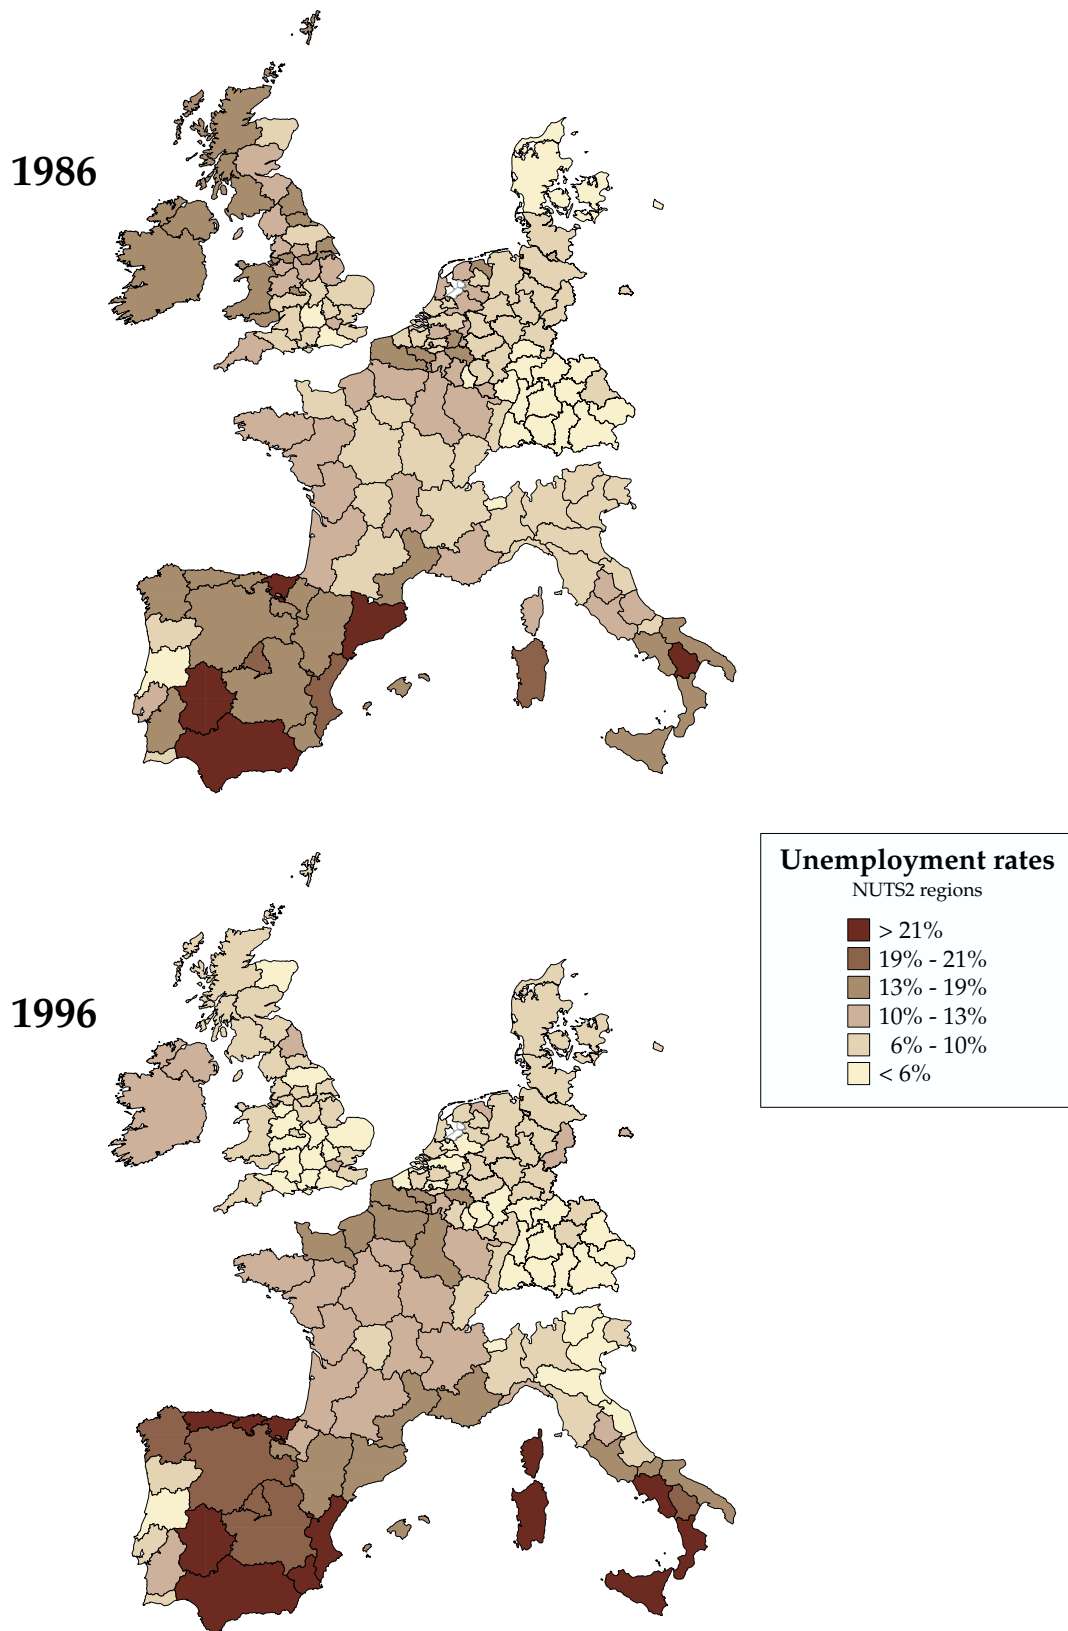 1986
1996
Unemployment rates
NUTS2 regions
> 21%
19% - 21%
13% - 19%
10% - 13%
6% - 10%
< 6%